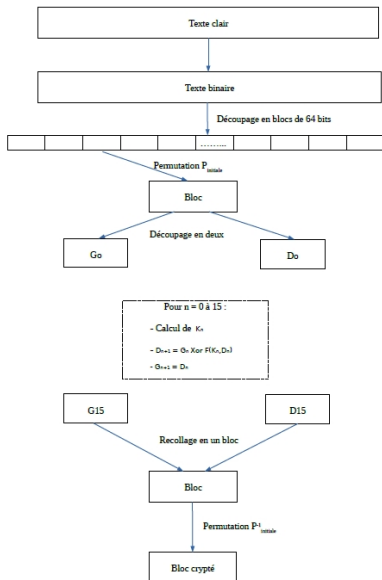 Texte clair
Texte binaire
Découpage en blocs de 64 bits
.........
Permutation P initiale
Bloc
Découpage en deux
Go
Do
Pour n = 0 à 15 :
- Calcul de Kₙ
- Dₙ₊₁ = Gₙ Xor F(Kₙ,Dₙ)
- Gₙ₊₁ = Dₙ
G15
D15
Recollage en un bloc
Bloc
Permutation P⁻¹ initiale
Bloc crypté